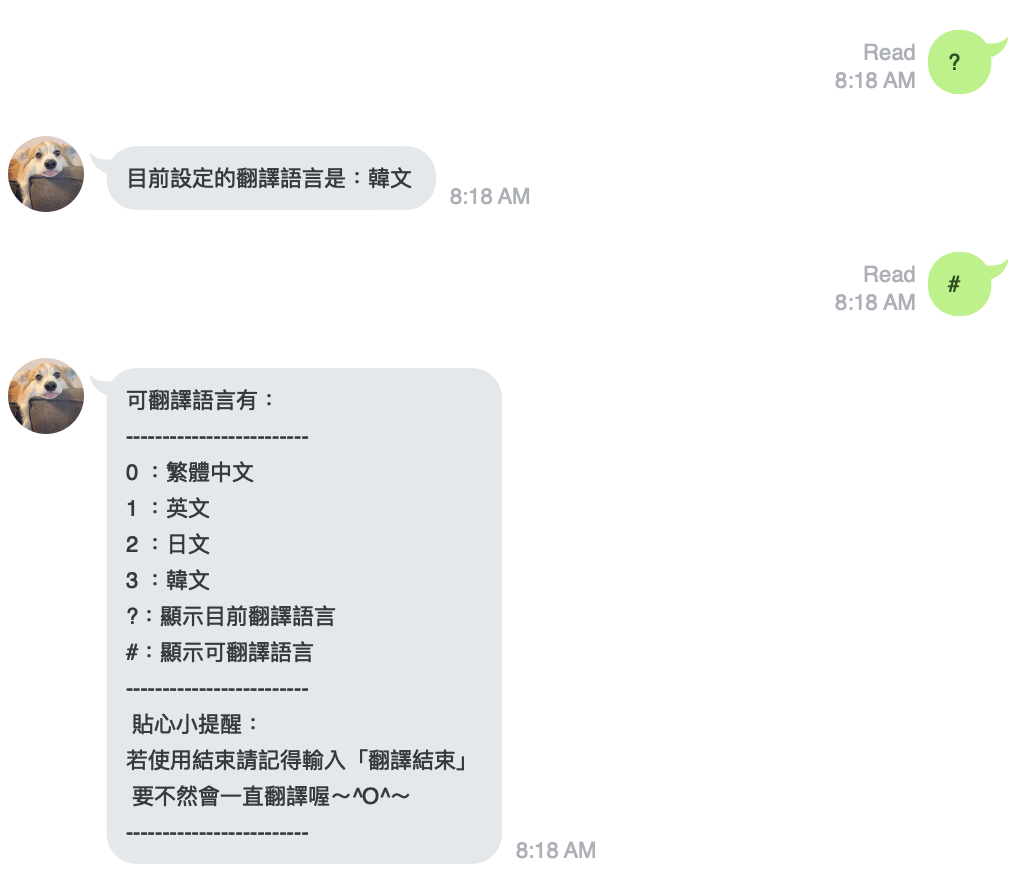 Read
8:18 AM
?
目前設定的翻譯語言是：韓文
8:18 AM
Read
8:18 AM
#
可翻譯語言有：
-------------------------
0 ：繁體中文
1 ：英文
2 ：日文
3 ：韓文
?：顯示目前翻譯語言
#：顯示可翻譯語言
-------------------------
貼心小提醒：
若使用結束請記得輸入「翻譯結束」
要不然會一直翻譯喔～^O^～
-------------------------
8:18 AM